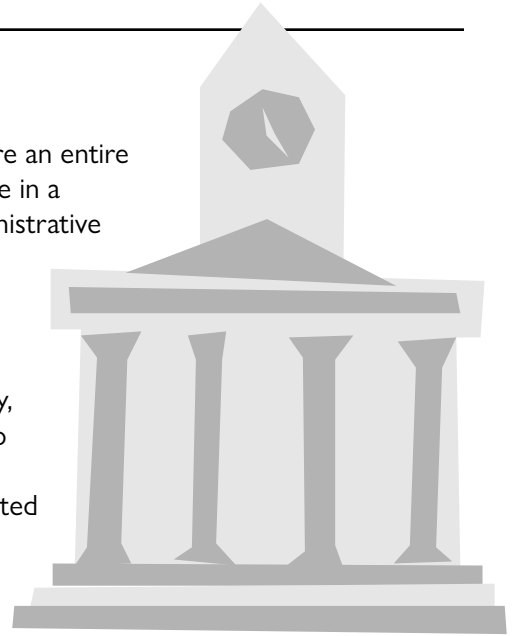 re an entire
e in a
nistrative
y,
o
ted